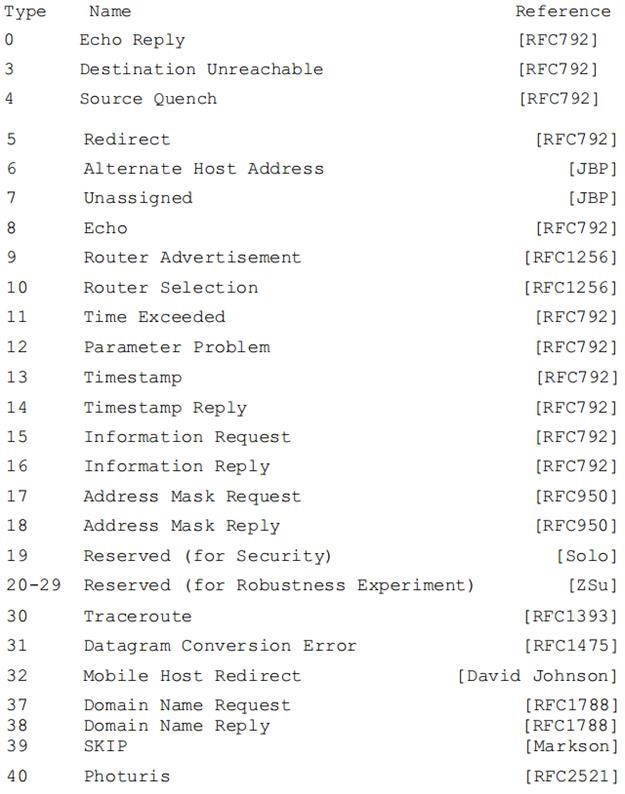 Type Name Reference
0 Echo Reply [RFC792]
3 Destination Unreachable [RFC792]
4 Source Quench [RFC792]
5 Redirect [RFC792]
6 Alternate Host Address [JBP]
7 Unassigned [JBP]
8 Echo [RFC792]
9 Router Advertisement [RFC1256]
10 Router Selection [RFC1256]
11 Time Exceeded [RFC792]
12 Parameter Problem [RFC792]
13 Timestamp [RFC792]
14 Timestamp Reply [RFC792]
15 Information Request [RFC792]
16 Information Reply [RFC792]
17 Address Mask Request [RFC950]
18 Address Mask Reply [RFC950]
19 Reserved (for Security) [Solo]
20-29 Reserved (for Robustness Experiment) [ZSu]
30 Traceroute [RFC1393]
31 Datagram Conversion Error [RFC1475]
32 Mobile Host Redirect [David Johnson]
37 Domain Name Request [RFC1788]
38 Domain Name Reply [RFC1788]
39 SKIP [Markson]
40 Photuris [RFC2521]